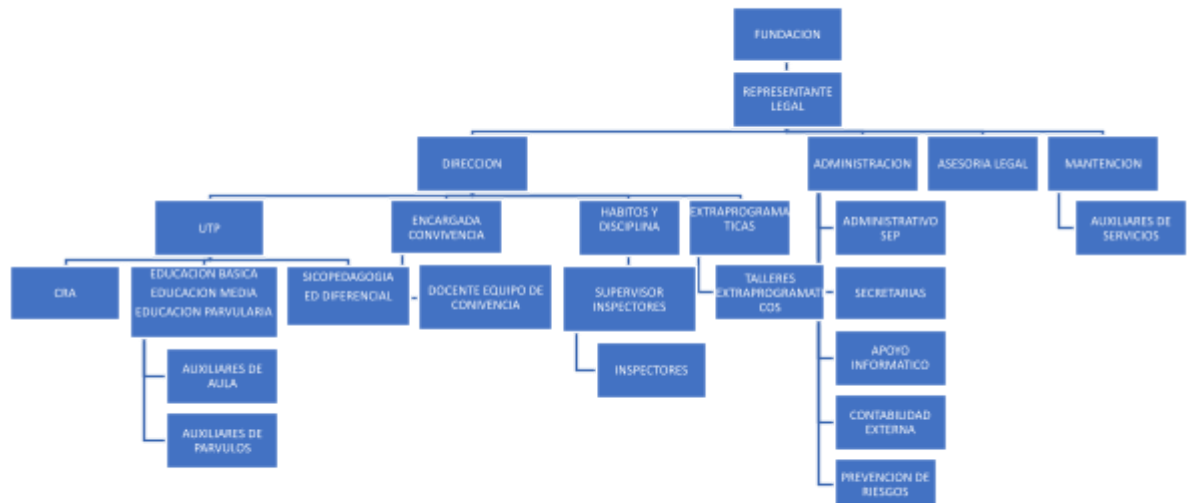 FUNDACION
REPRESENTANTE
LEGAL
DIRECCION
ADMINISTRACION
ASESORIA LEGAL
MANTENCION
UTP
ENCARGADA
CONVIVENCIA
HABITOS Y
DISCIPLINA
EXTRAPROGRAMA
TICAS
ADMINISTRATIVO
SEP
AUXILIARES DE
SERVICIOS
CRA
EDUCACION BASICA
EDUCACION MEDIA
EDUCACION PARVULARIA
SICOPEDAGOGIA
ED DIFERENCIAL
DOCENTE EQUIPO DE
CONIVENCIA
SUPERVISOR
INSPECTORES
TALLERES
EXTRAPROGRAMATI
COS
SECRETARIAS
AUXILIARES DE
AULA
INSPECTORES
APOYO
INFORMATICO
AUXILIARES DE
PARVULOS
CONTABILIDAD
EXTERNA
PREVENCION DE
RIESGOS